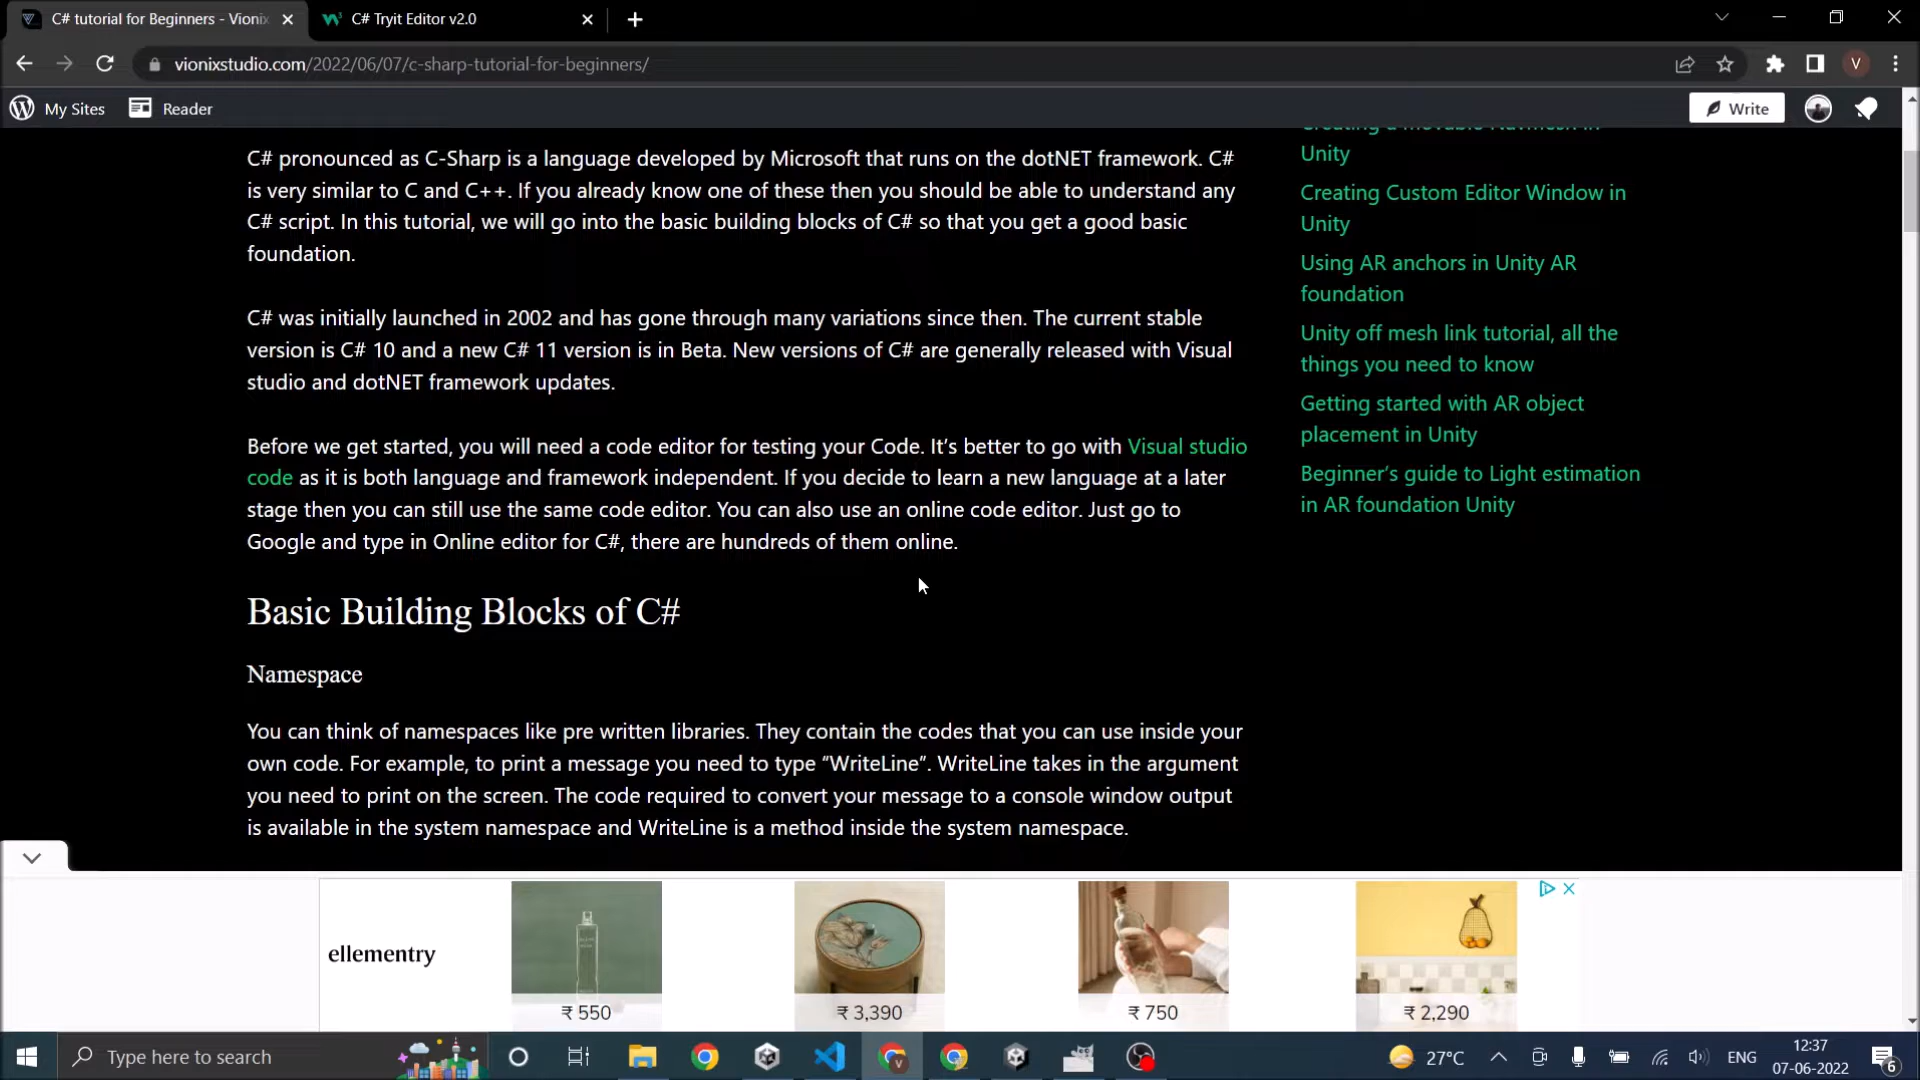 C# tutorial for Beginners - Vionix
C# Tryit Editor v2.0
vionixstudio.com/2022/06/07/c-sharp-tutorial-for-beginners/
V
My Sites
Reader
Write
C# pronounced as C-Sharp is a language developed by Microsoft that runs on the dotNET framework. C#
is very similar to C and C++. If you already know one of these then you should be able to understand any
C# script. In this tutorial, we will go into the basic building blocks of C# so that you get a good basic
foundation.
C# was initially launched in 2002 and has gone through many variations since then. The current stable
version is C# 10 and a new C# 11 version is in Beta. New versions of C# are generally released with Visual
studio and dotNET framework updates.
Before we get started, you will need a code editor for testing your Code. It’s better to go with Visual studio
code as it is both language and framework independent. If you decide to learn a new language at a later
stage then you can still use the same code editor. You can also use an online code editor. Just go to
Google and type in Online editor for C#, there are hundreds of them online.
Basic Building Blocks of C#
Namespace
You can think of namespaces like pre written libraries. They contain the codes that you can use inside your
own code. For example, to print a message you need to type “WriteLine”. WriteLine takes in the argument
you need to print on the screen. The code required to convert your message to a console window output
is available in the system namespace and WriteLine is a method inside the system namespace.
Creating a movable Navmesh in
Unity
Creating Custom Editor Window in
Unity
Using AR anchors in Unity AR
foundation
Unity off mesh link tutorial, all the
things you need to know
Getting started with AR object
placement in Unity
Beginner’s guide to Light estimation
in AR foundation Unity
ellementry
₹ 550
₹ 3,390
₹ 750
₹ 2,290
Type here to search
27°C
ENG
12:37
07-06-2022
6